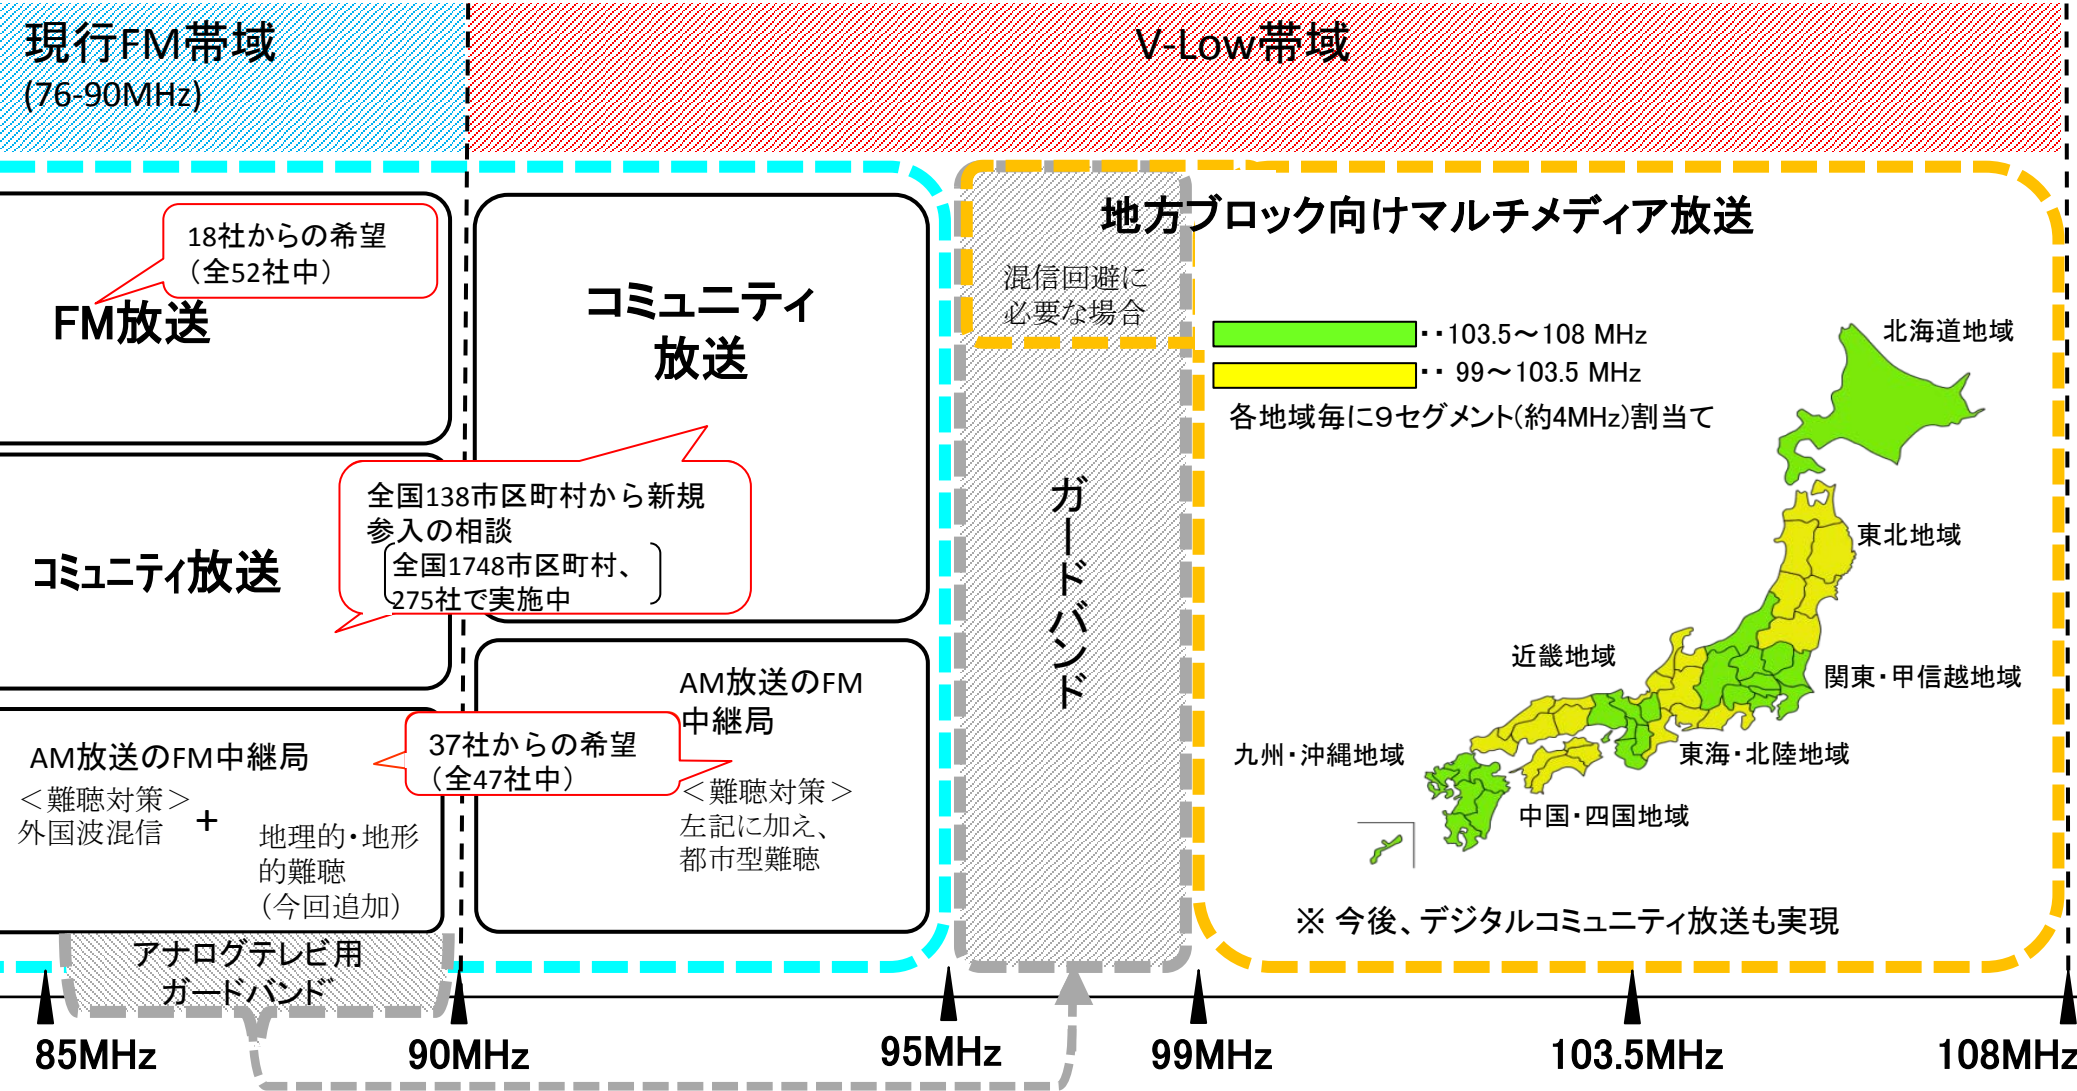 現行FM帯域
(76-90MHz)
V-Low帯域
18社からの希望
（全52社中）
FM放送
コミュニティ
放送
全国138市区町村から新規
参入の相談
全国1748市区町村、
275社で実施中
コミュニティ放送
AM放送のFM中継局
＜難聴対策＞
外国波混信
+
地理的・地形
的難聴
（今回追加）
37社からの希望
（全47社中）
AM放送のFM
中継局
＜難聴対策＞
左記に加え、
都市型難聴
アナログテレビ用
ガードバンド
混信回避に
必要な場合
ガードバンド
地方ブロック向けマルチメディア放送
・・103.5～108 MHz
・・ 99～103.5 MHz
各地域毎に９セグメント(約4MHz)割当て
北海道地域
東北地域
近畿地域
関東・甲信越地域
九州・沖縄地域
東海・北陸地域
中国・四国地域
※ 今後、デジタルコミュニティ放送も実現
85MHz
90MHz
95MHz
99MHz
103.5MHz
108MHz